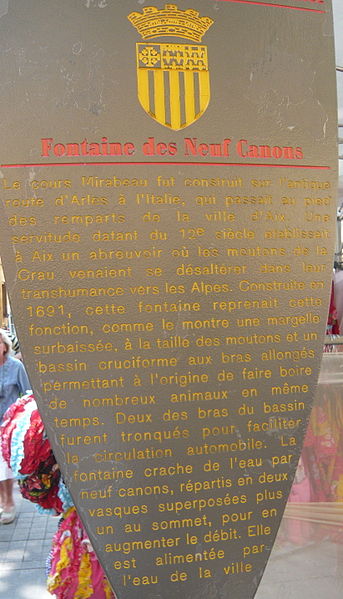 Fontaine des Neuf Canons
Le cours Mirabeau fut construit sur l'antique
route d'Arles à l'Italie, qui passait au pied
des remparts de la ville d'Aix. Une
servitude datant du 12e siècle établissait
à Aix un abreuvoir où les moutons de la
Crau venaient se désaltérer dans leur
transhumance vers les Alpes. Construite en
1691, cette fontaine reprenait cette
fonction, comme le montre une margelle
surbaissée, à la taille des moutons et un
bassin cruciforme aux bras allongés
permettant à l'origine de faire boire
de nombreux animaux en même
temps. Deux des bras du bassin
furent tronqués pour faciliter
la circulation automobile. La
fontaine crache de l'eau par
neuf canons, répartis en deux
vasques superposées plus
un au sommet, pour en
augmenter le débit. Elle
est alimentée par
l'eau de la ville